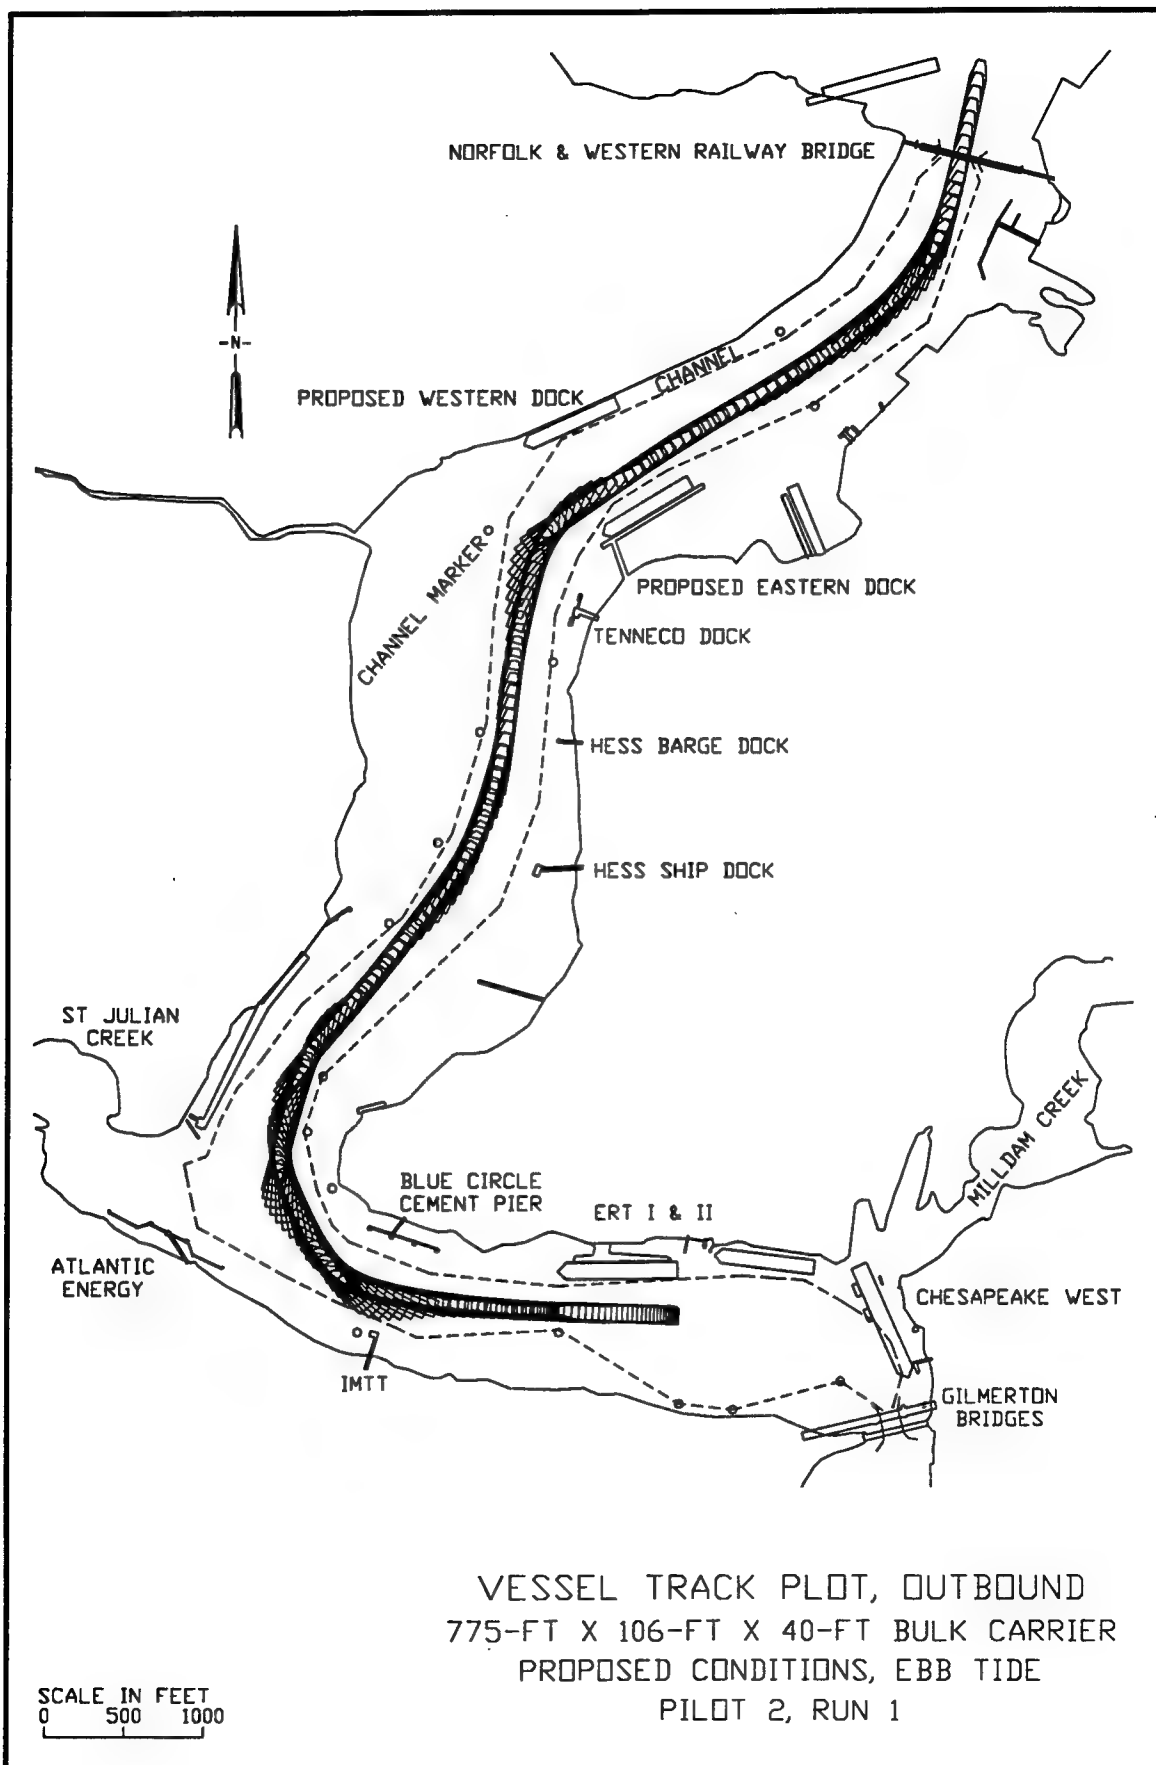 NORFOLK & WESTERN RAILWAY BRIDGE
-N-
CHANNEL
PROPOSED WESTERN DOCK
CHANNEL MARKER
PROPOSED EASTERN DOCK
TENNECO DOCK
HESS BARGE DOCK
HESS SHIP DOCK
ST JULIAN
CREEK
MILLDAM CREEK
BLUE CIRCLE
CEMENT PIER
ERT I & II
ATLANTIC
ENERGY
CHESAPEAKE WEST
IMTT
GILMERTON
BRIDGES
VESSEL TRACK PLOT, OUTBOUND
775-FT X 106-FT X 40-FT BULK CARRIER
PROPOSED CONDITIONS, EBB TIDE
PILOT 2, RUN 1
SCALE IN FEET
0 500 1000